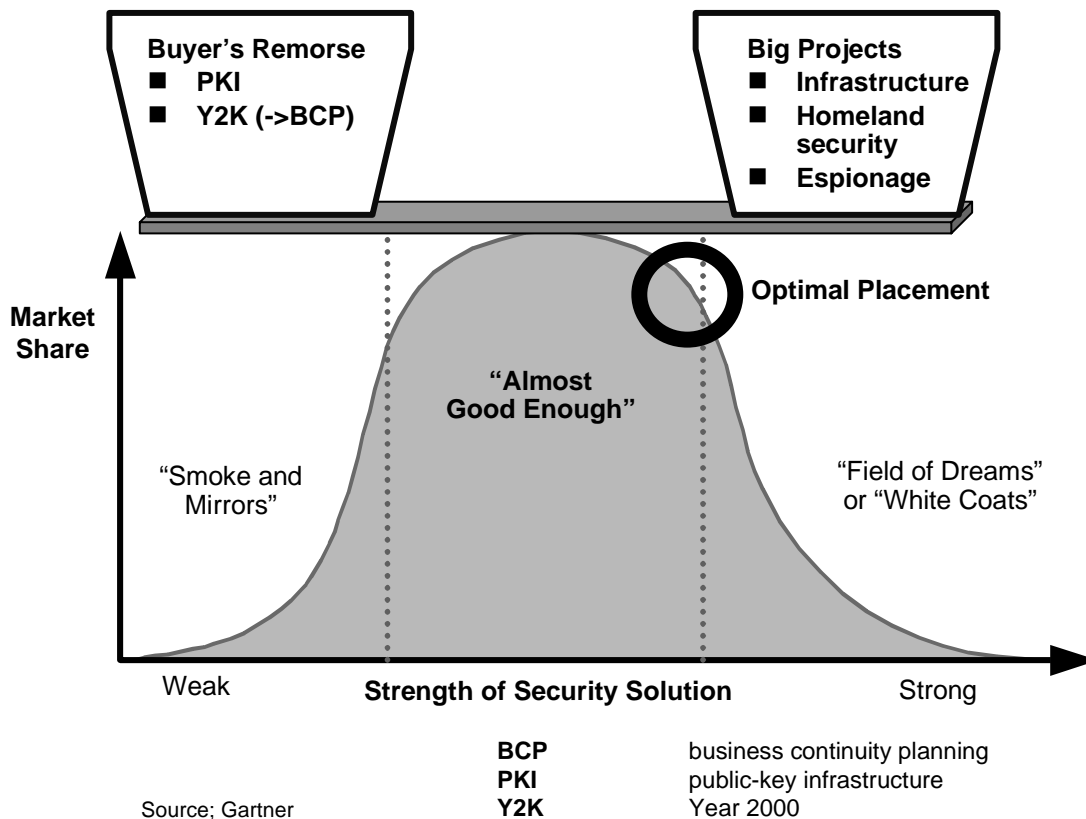 Buyer’s Remorse
■ PKI
■ Y2K (->BCP)
Big Projects
■ Infrastructure
■ Homeland
security
■ Espionage
Market
Share
Optimal Placement
“Almost
Good Enough”
“Smoke and
Mirrors”
“Field of Dreams”
or “White Coats”
Weak
Strength of Security Solution
Strong
BCP business continuity planning
PKI public-key infrastructure
Y2K Year 2000
Source; Gartner